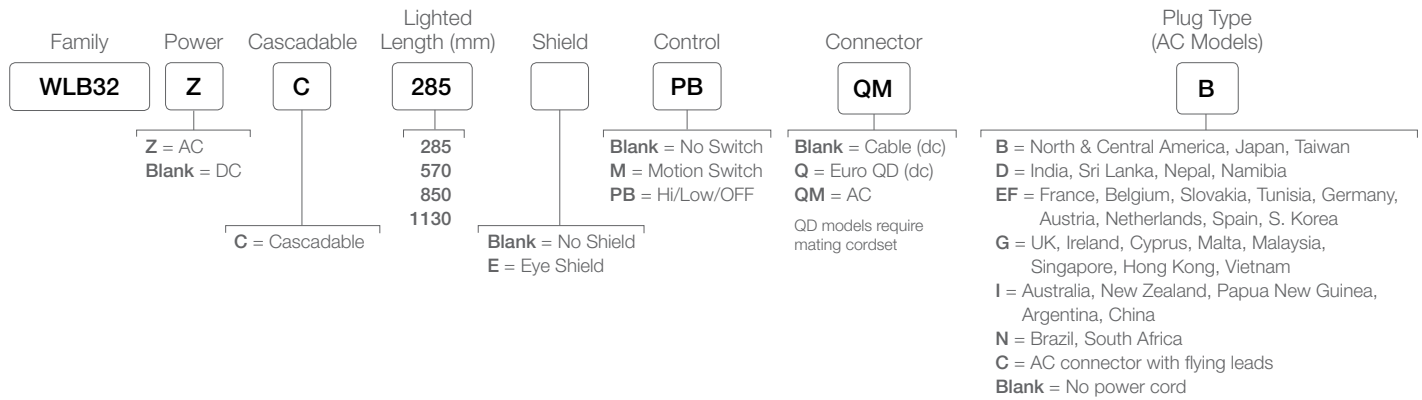 Family
Power
Cascadable
Lighted
Length (mm)
Shield
Control
Connector
Plug Type
(AC Models)
WLB32
Z
C
285
PB
QM
B
Z = AC
Blank = DC
C = Cascadable
285
570
850
1130
Blank = No Shield
E = Eye Shield
Blank = No Switch
M = Motion Switch
PB = Hi/Low/OFF
Blank = Cable (dc)
Q = Euro QD (dc)
QM = AC
QD models require
mating cordset
B = North & Central America, Japan, Taiwan
D = India, Sri Lanka, Nepal, Namibia
EF = France, Belgium, Slovakia, Tunisia, Germany,
Austria, Netherlands, Spain, S. Korea
G = UK, Ireland, Cyprus, Malta, Malaysia,
Singapore, Hong Kong, Vietnam
I = Australia, New Zealand, Papua New Guinea,
Argentina, China
N = Brazil, South Africa
C = AC connector with flying leads
Blank = No power cord